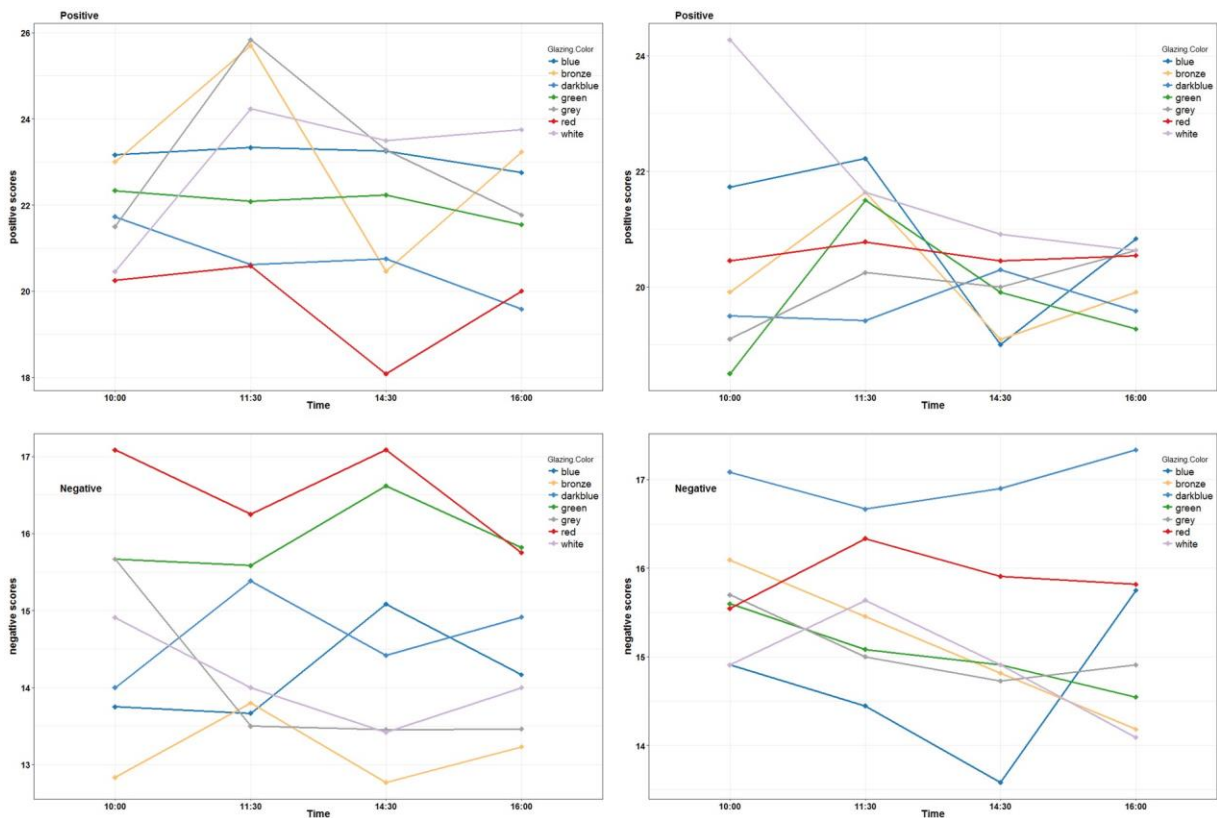 Positive
26
24
22
20
18
positive scores
10:00
11:30
14:30
16:00
Time
Glazing.Color
blue
bronze
darkblue
green
grey
red
white
Positive
24
22
20
positive scores
10:00
11:30
14:30
16:00
Time
Glazing.Color
blue
bronze
darkblue
green
grey
red
white
Negative
17
16
15
14
13
negative scores
10:00
11:30
14:30
16:00
Time
Glazing.Color
blue
bronze
darkblue
green
grey
red
white
Negative
17
16
15
14
negative scores
10:00
11:30
14:30
16:00
Time
Glazing.Color
blue
bronze
darkblue
green
grey
red
white